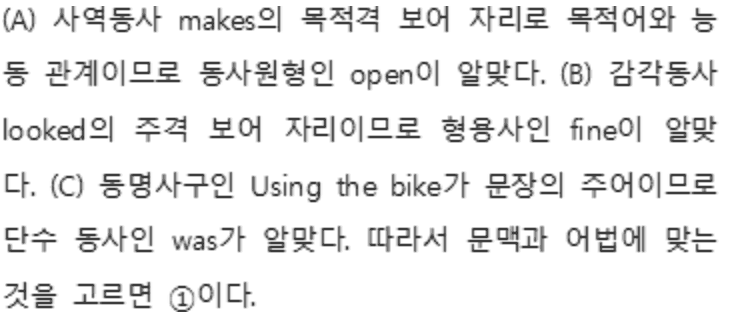 (A) 사역동사 makes의 목적격 보어 자리로 목적어와 능
동 관계이므로 동사원형인 open이 알맞다. (B) 감각동사
looked의 주격 보어 자리이므로 형용사인 fine이 알맞
다. (C) 동명사구인 Using the bike가 문장의 주어이므로
단수 동사인 was가 알맞다. 따라서 문맥과 어법에 맞는
것을 고르면 ①이다.